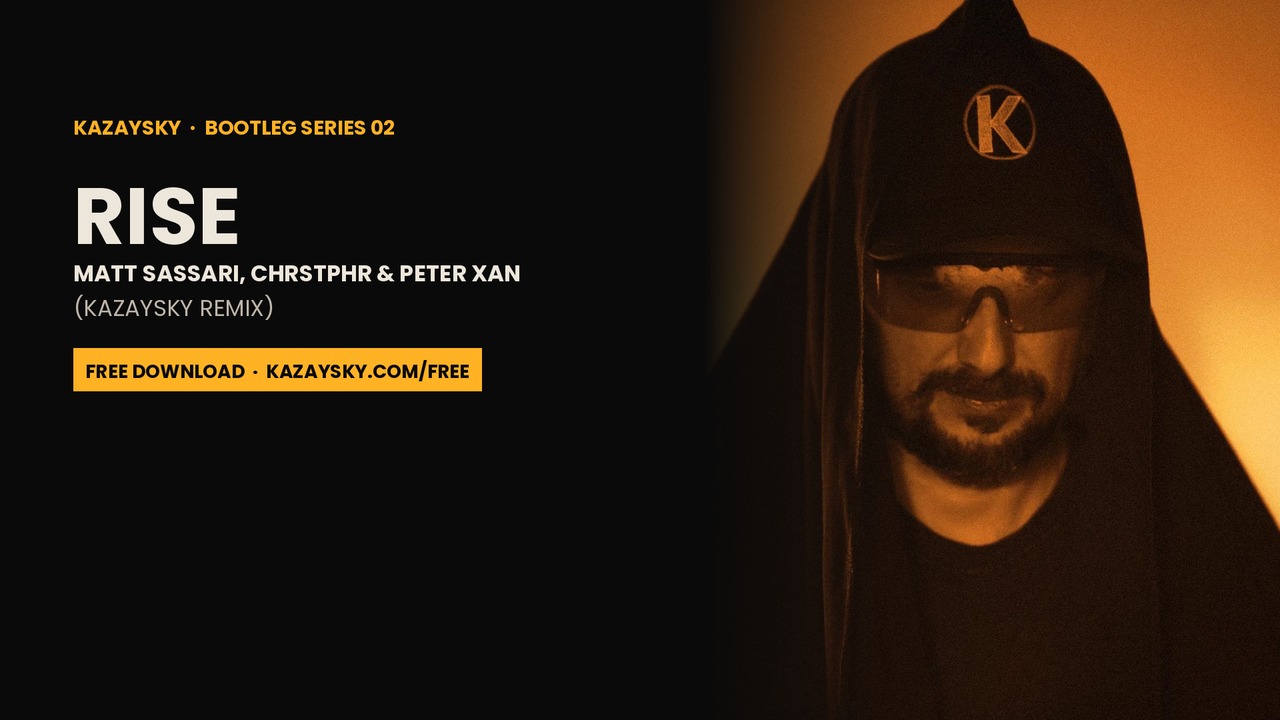 KAZAYSKY · BOOTLEG SERIES 02
RISE
MATT SASSARI, CHRSTPHR & PETER XAN
(KAZAYSKY REMIX)
FREE DOWNLOAD · KAZAYSKY.COM/FREE
K